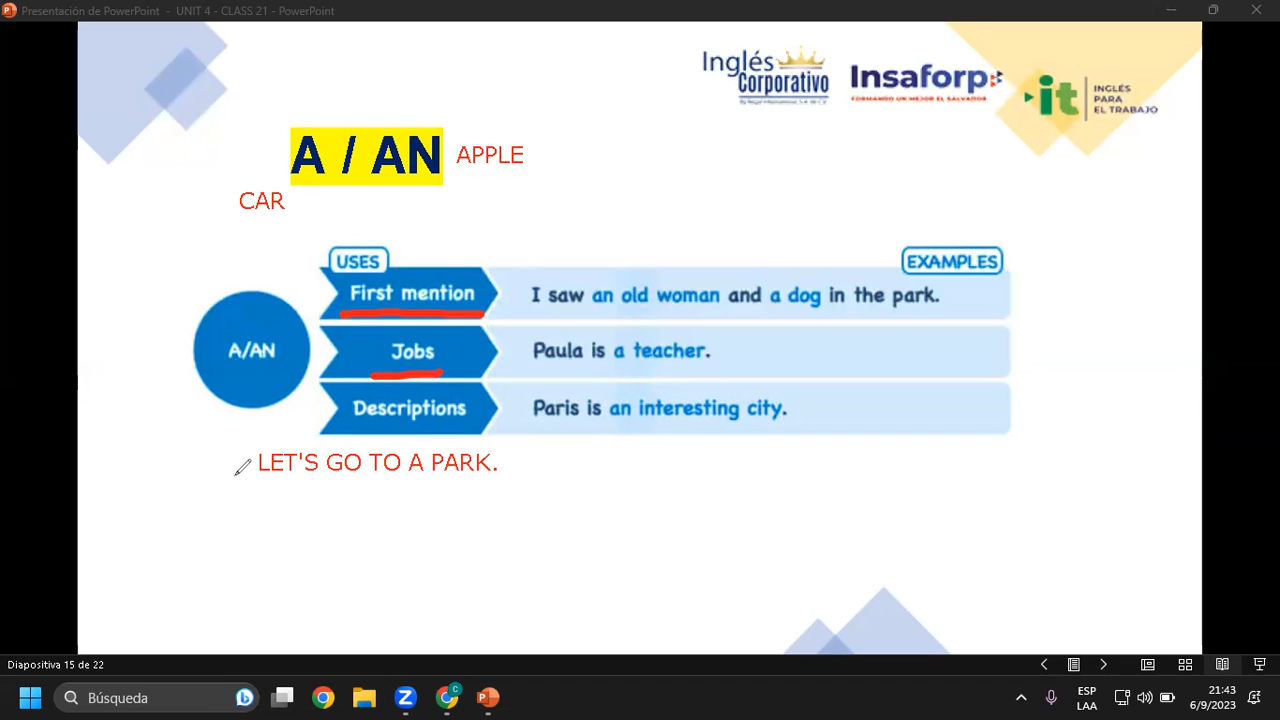 Presentación de PowerPoint - UNIT 4 - CLASS 21 - PowerPoint
Inglés
Corporativo
Insaforp
FORMANDO UN MEJOR EL SALVADOR
it
INGLÉS
PARA
EL TRABAJO
A / AN APPLE
CAR
USES
EXAMPLES
First mention
I saw an old woman and a dog in the park.
A/AN
Jobs
Paula is a teacher.
Descriptions
Paris is an interesting city.
LET'S GO TO A PARK.
Diapositiva 15 de 22
Búsqueda
ESP
LAA
21:43
6/9/2023